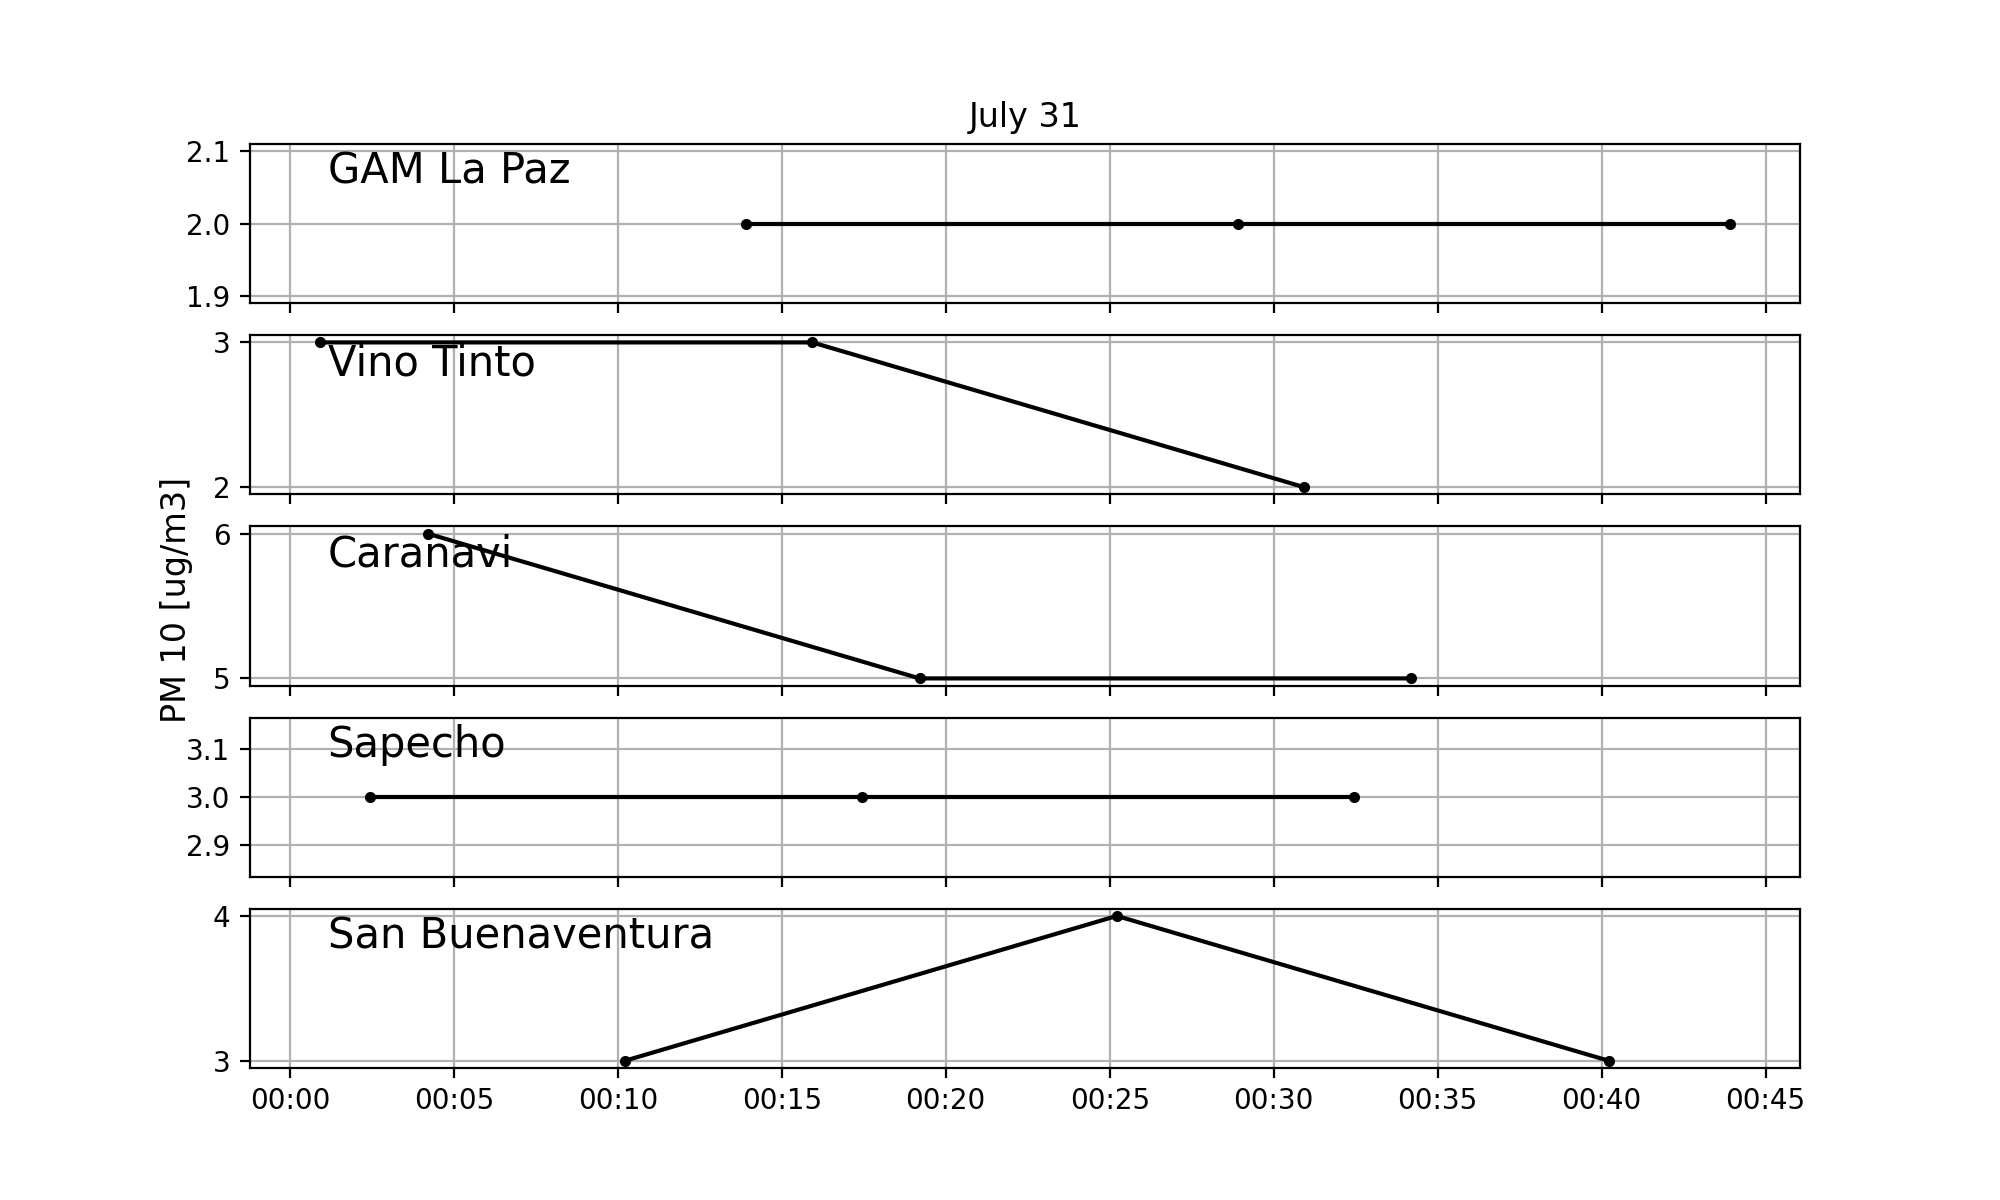 July 31
2.1
GAM La Paz
2.0
1.9
3
Vino Tinto
2
PM 10 [ug/m3]
6
Caranavi
5
Sapecho
3.1
3.0
2.9
4
San Buenaventura
3
00:00 00:05 00:10 00:15 00:20 00:25 00:30 00:35 00:40 00:45